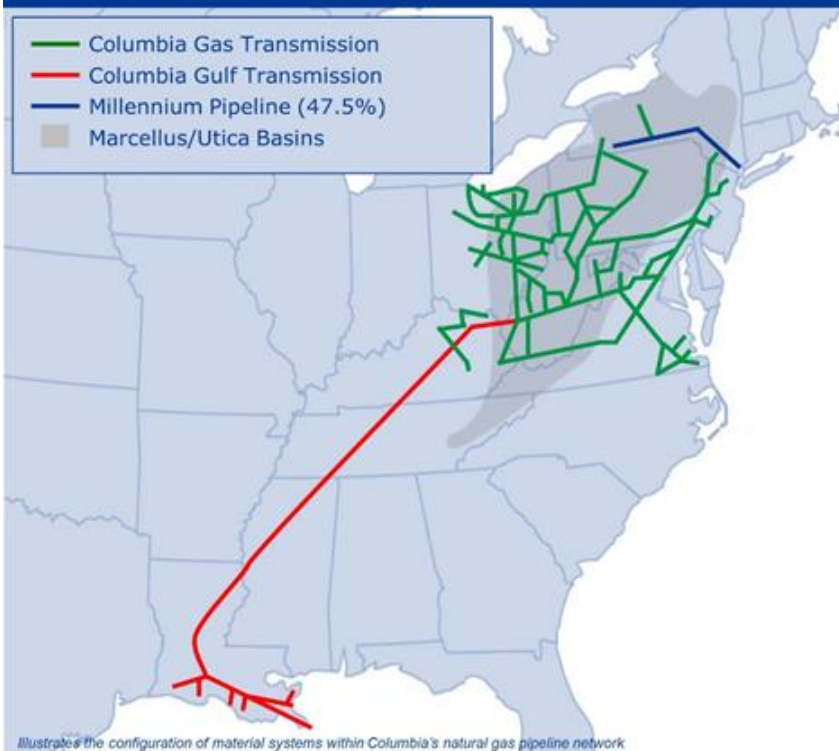 Columbia Gas Transmission
Columbia Gulf Transmission
Millennium Pipeline (47.5%)
Marcellus/Utica Basins
Illustrates the configuration of material systems within Columbia's natural gas pipeline network